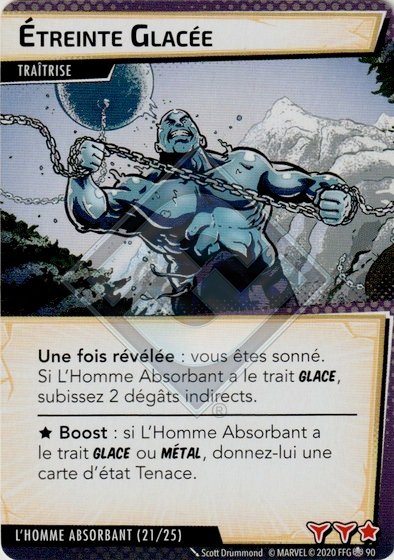 Étreinte Glacée
TRAÎTRISE
Une fois révélée : vous êtes sonné.
Si L'Homme Absorbant a le trait GLACE,
subissez 2 dégâts indirects.
★ Boost : si L'Homme Absorbant a
le trait GLACE ou MÉTAL, donnez-lui une
carte d'état Tenace.
L'HOMME ABSORBANT (21/25)
Scott Drummond © MARVEL © 2020 FFG 90